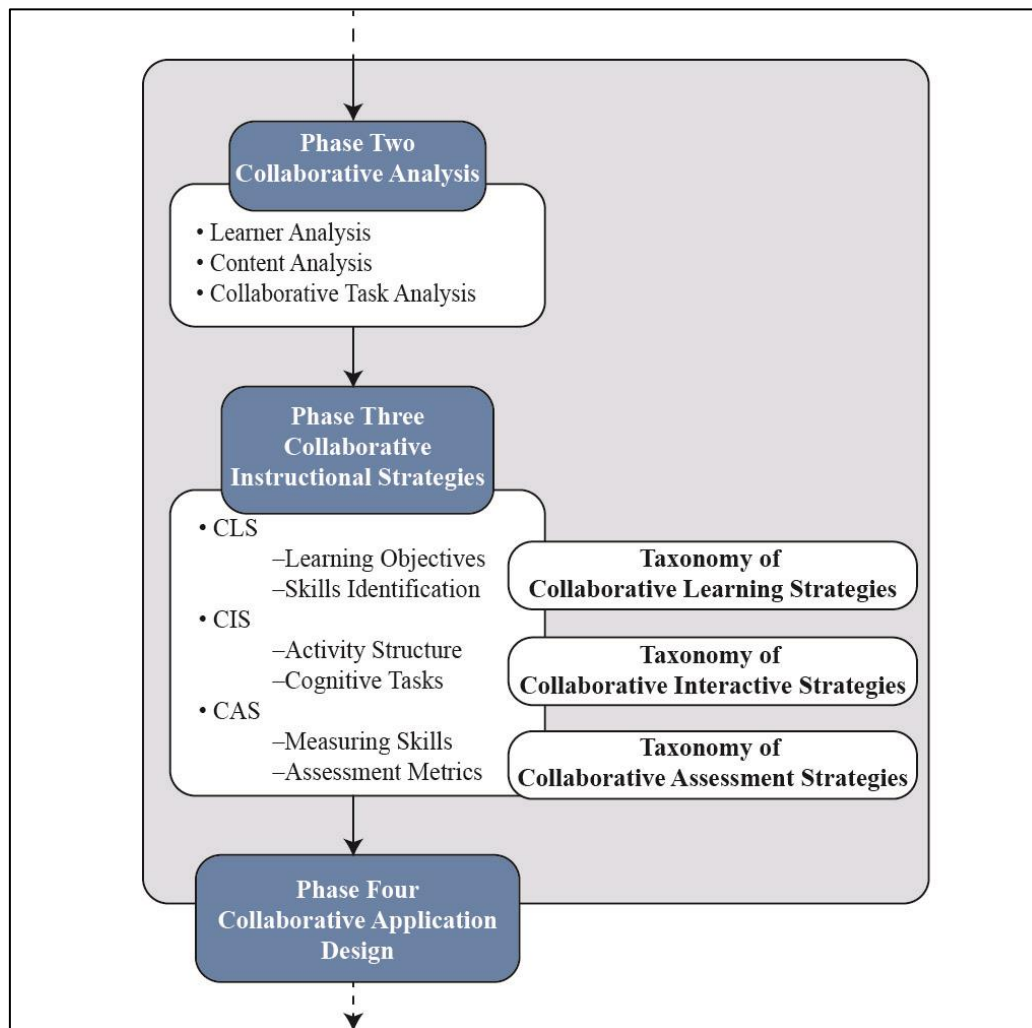 Phase Two
Collaborative Analysis
• Learner Analysis
• Content Analysis
• Collaborative Task Analysis
Phase Three
Collaborative
Instructional Strategies
• CLS
–Learning Objectives
–Skills Identification
• CIS
–Activity Structure
–Cognitive Tasks
• CAS
–Measuring Skills
–Assessment Metrics
Taxonomy of
Collaborative Learning Strategies
Taxonomy of
Collaborative Interactive Strategies
Taxonomy of
Collaborative Assessment Strategies
Phase Four
Collaborative Application
Design